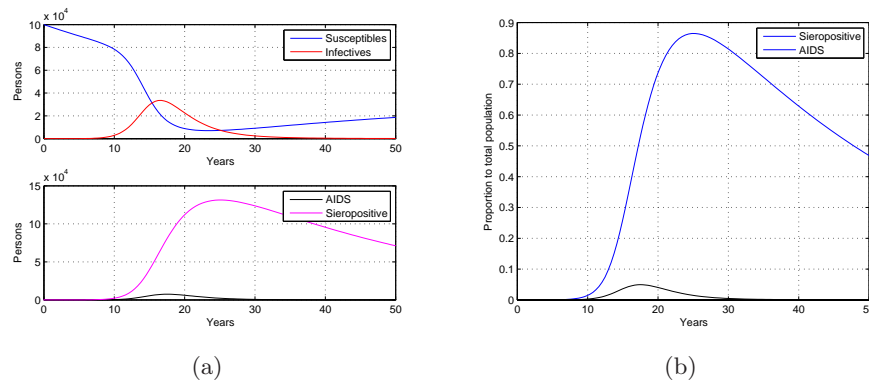 x 10^4
10
8
6
4
2
0
Persons
Susceptibles
Infectives
0 10 20 30 40 50
Years
x 10^4
15
10
5
0
Persons
AIDS
Sieropositive
0 10 20 30 40 50
Years
(a)
0.9
0.8
0.7
0.6
0.5
0.4
0.3
0.2
0.1
0
Proportion to total population
Sieropositive
AIDS
0 10 20 30 40 50
Years
(b)